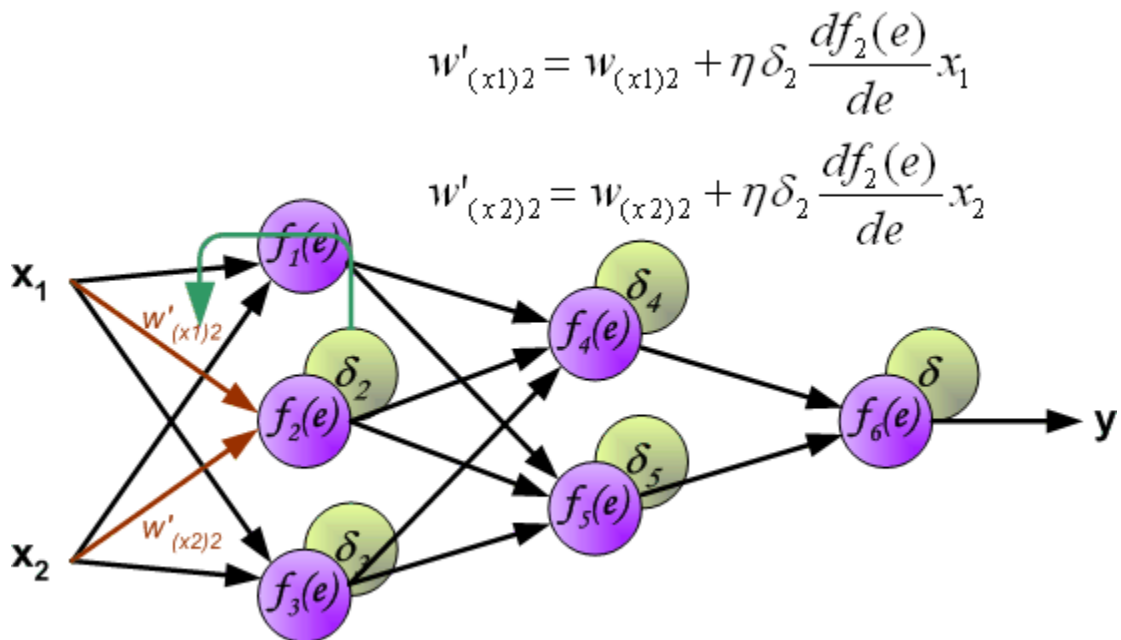 w'(x1)2 = w(x1)2 + η δ2 df2(e)/de x1
w'(x2)2 = w(x2)2 + η δ2 df2(e)/de x2
f1(e)
x1
δ4
w'(x1)2
f4(e)
δ2
δ
f2(e)
f6(e)
y
δ5
w'(x2)2
f5(e)
x2
δ3
f3(e)